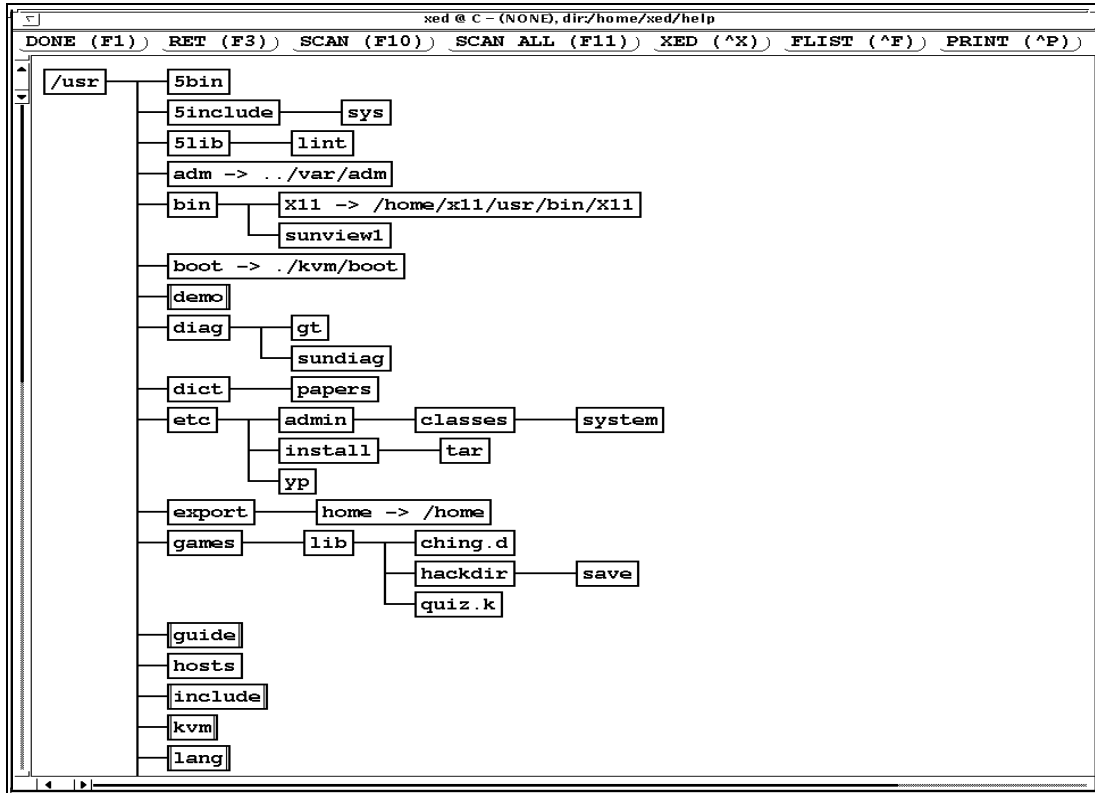 xed @ C – (NONE), dir:/home/xed/help
DONE (F1) RET (F3) SCAN (F10) SCAN ALL (F11) XED (^X) FLIST (^F) PRINT (^P)
/usr 5bin
5include sys
5lib lint
adm -> ../var/adm
bin X11 -> /home/x11/usr/bin/X11
sunview1
boot -> ./kvm/boot
demo
diag gt
sundiag
dict papers
etc admin classes system
install tar
yp
export home -> /home
games lib ching.d
hackdir save
quiz.k
guide
hosts
include
kvm
lang